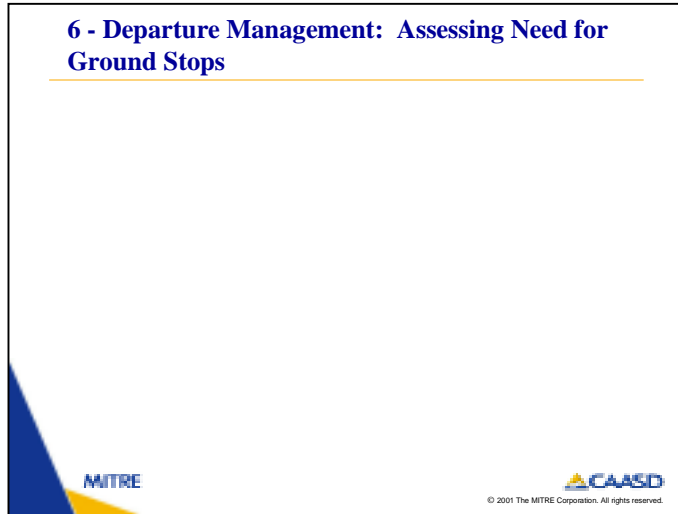 6 - Departure Management:  Assessing Need for
Ground Stops
MITRE
CAASD
© 2001 The MITRE Corporation. All rights reserved.